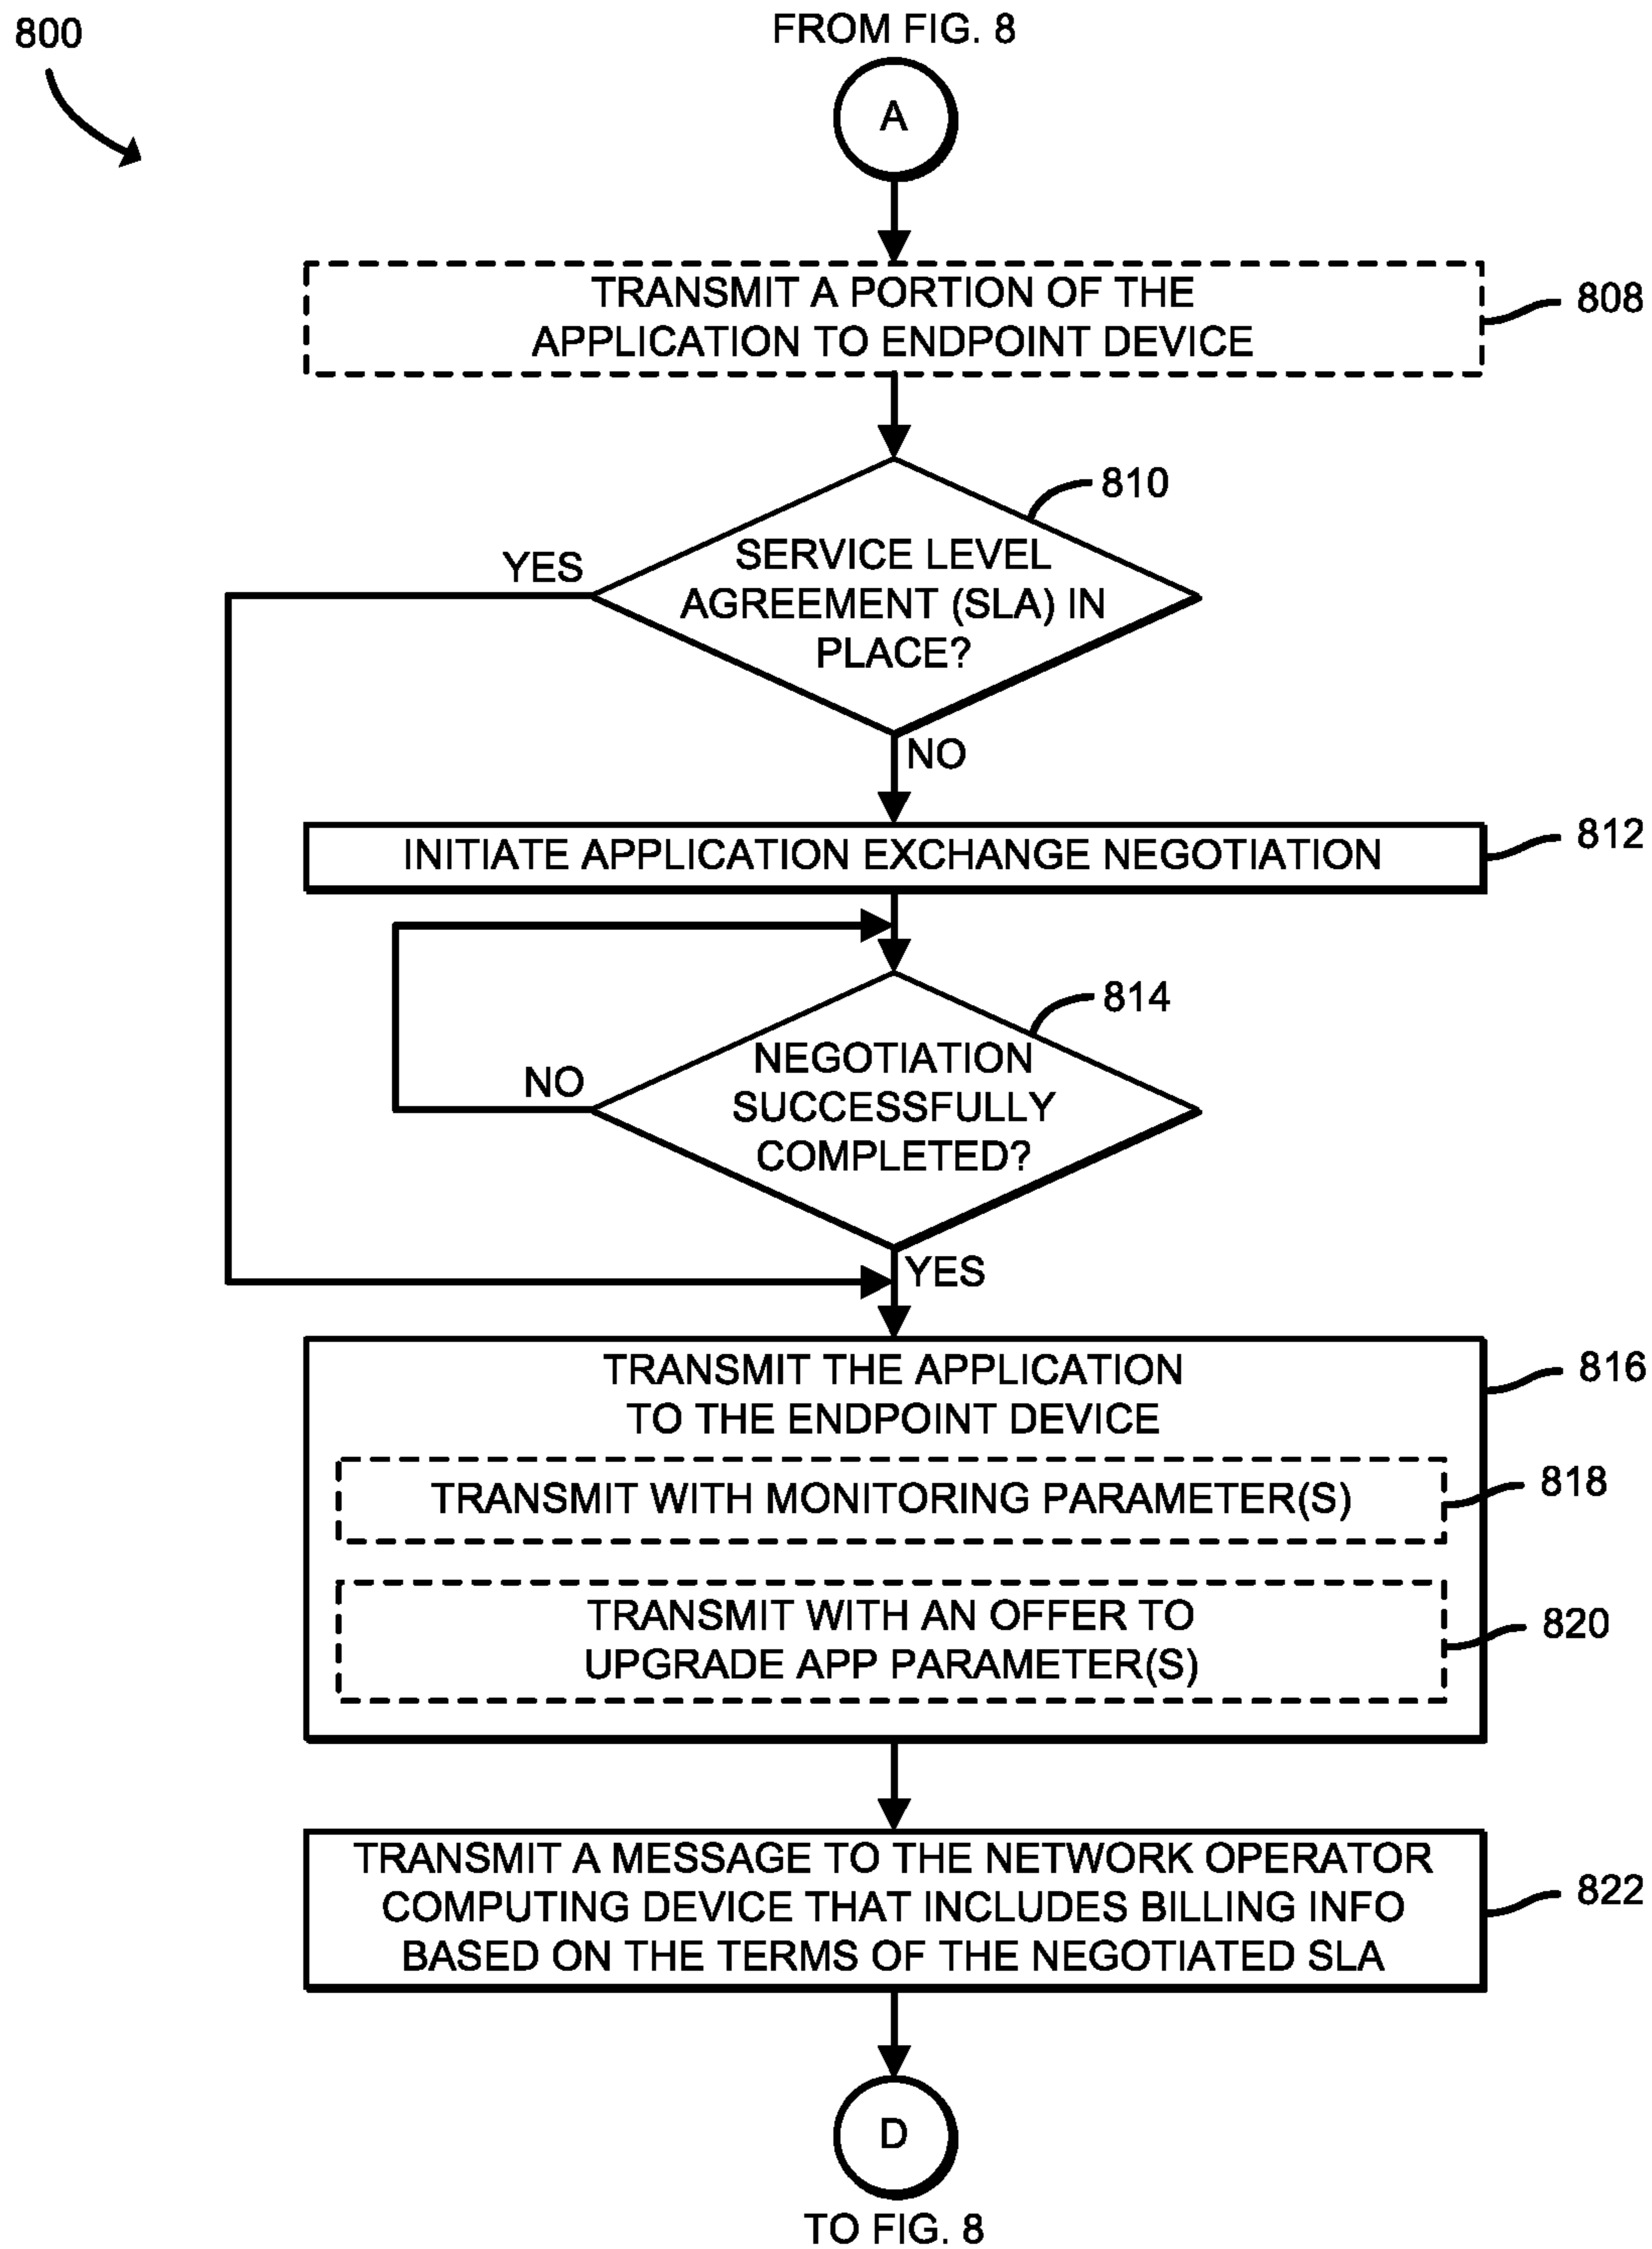 800
FROM FIG. 8
A
TRANSMIT A PORTION OF THE
APPLICATION TO ENDPOINT DEVICE
808
810
SERVICE LEVEL
AGREEMENT (SLA) IN
PLACE?
YES
NO
INITIATE APPLICATION EXCHANGE NEGOTIATION
812
814
NEGOTIATION
SUCCESSFULLY
COMPLETED?
NO
YES
TRANSMIT THE APPLICATION
TO THE ENDPOINT DEVICE
816
TRANSMIT WITH MONITORING PARAMETER(S)
818
TRANSMIT WITH AN OFFER TO
UPGRADE APP PARAMETER(S)
820
TRANSMIT A MESSAGE TO THE NETWORK OPERATOR
COMPUTING DEVICE THAT INCLUDES BILLING INFO
BASED ON THE TERMS OF THE NEGOTIATED SLA
822
D
TO FIG. 8